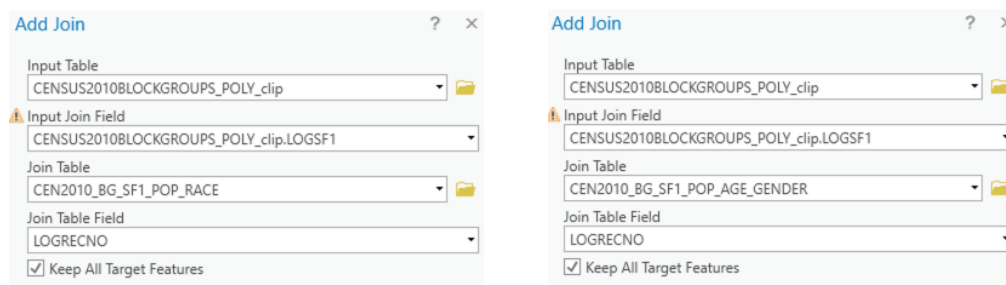 Add Join ? ×
Input Table
CENSUS2010BLOCKGROUPS_POLY_clip
Input Join Field
CENSUS2010BLOCKGROUPS_POLY_clip.LOGSF1
Join Table
CEN2010_BG_SF1_POP_RACE
Join Table Field
LOGRECNO
Keep All Target Features
Add Join ?
Input Table
CENSUS2010BLOCKGROUPS_POLY_clip
Input Join Field
CENSUS2010BLOCKGROUPS_POLY_clip.LOGSF1
Join Table
CEN2010_BG_SF1_POP_AGE_GENDER
Join Table Field
LOGRECNO
Keep All Target Features